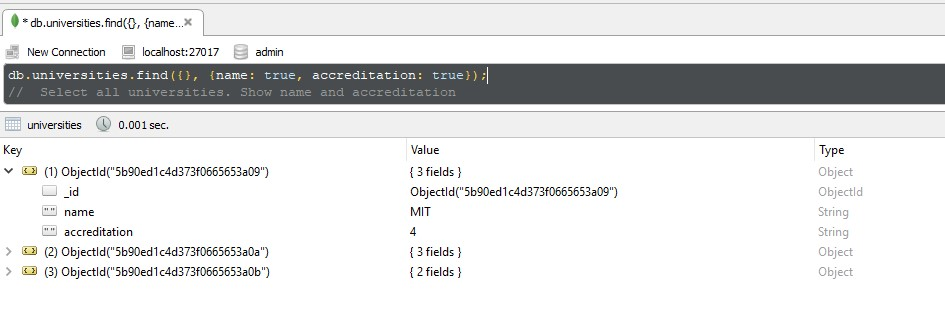 * db.universities.find({}, {name...
New Connection localhost:27017 admin
db.universities.find({}, {name: true, accreditation: true});
// Select all universities. Show name and accreditation
universities 0.001 sec.
Key Value Type
(1) ObjectId("5b90ed1c4d373f0665653a09") { 3 fields } Object
_id ObjectId("5b90ed1c4d373f0665653a09") ObjectId
" " name MIT String
" " accreditation 4 String
(2) ObjectId("5b90ed1c4d373f0665653a0a") { 3 fields } Object
(3) ObjectId("5b90ed1c4d373f0665653a0b") { 2 fields } Object